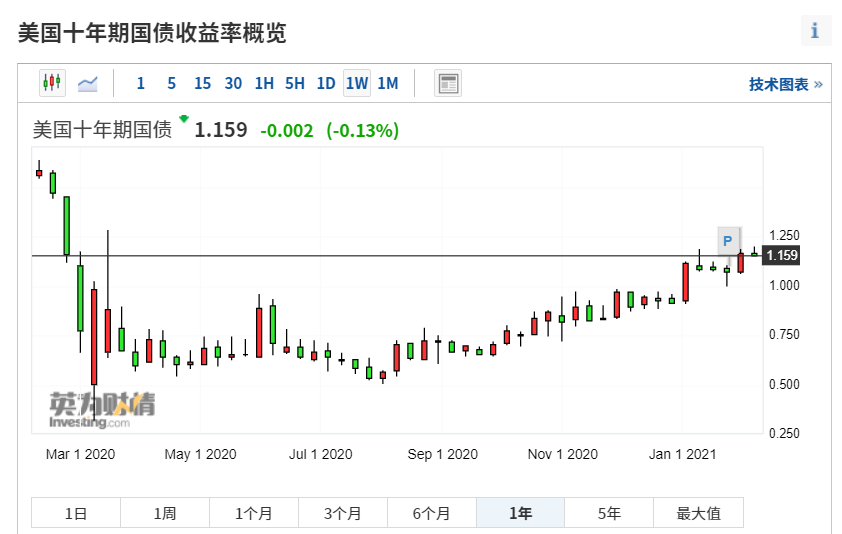 美国十年期国债收益率概览
i
1 5 15 30 1H 5H 1D 1W 1M
技术图表 »
美国十年期国债 1.159 -0.002 (-0.13%)
P
1.250
1.159
1.000
0.750
0.500
0.250
英为财情
Investing.com
Mar 1 2020 May 1 2020 Jul 1 2020 Sep 1 2020 Nov 1 2020 Jan 1 2021
1日 1周 1个月 3个月 6个月 1年 5年 最大值